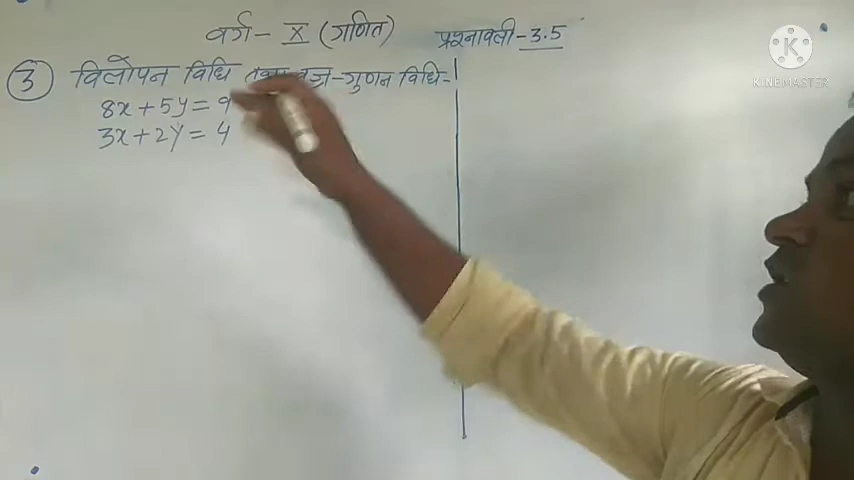 वर्ग- X (गणित) प्रश्नावली-3.5
③ विलोपन विधि तथा वज्र-गुणन विधि-
8x+5y=9
3x+2y=4
KINEMASTER